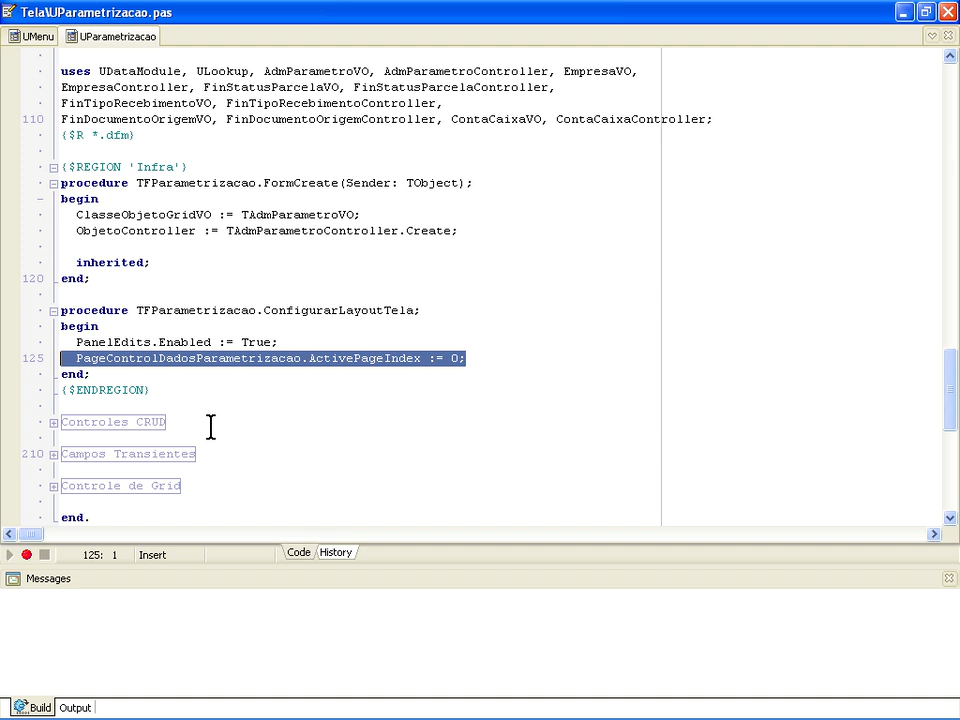 Tela\UParametrizacao.pas
UMenu
UParametrizacao
uses UDataModule, ULookup, AdmParametroVO, AdmParametroController, EmpresaVO,
EmpresaController, FinStatusParcelaVO, FinStatusParcelaController,
FinTipoRecebimentoVO, FinTipoRecebimentoController,
110 FinDocumentoOrigemVO, FinDocumentoOrigemController, ContaCaixaVO, ContaCaixaController;
{$R *.dfm}
{$REGION 'Infra'}
procedure TFParametrizacao.FormCreate(Sender: TObject);
begin
ClasseObjetoGridVO := TAdmParametroVO;
ObjetoController := TAdmParametroController.Create;
inherited;
120 end;
procedure TFParametrizacao.ConfigurarLayoutTela;
begin
PanelEdits.Enabled := True;
125 PageControlDadosParametrizacao.ActivePageIndex := 0;
end;
{$ENDREGION}
Controles CRUD
210 Campos Transientes
Controle de Grid
end.
125: 1 Insert Code History
Messages
Build Output